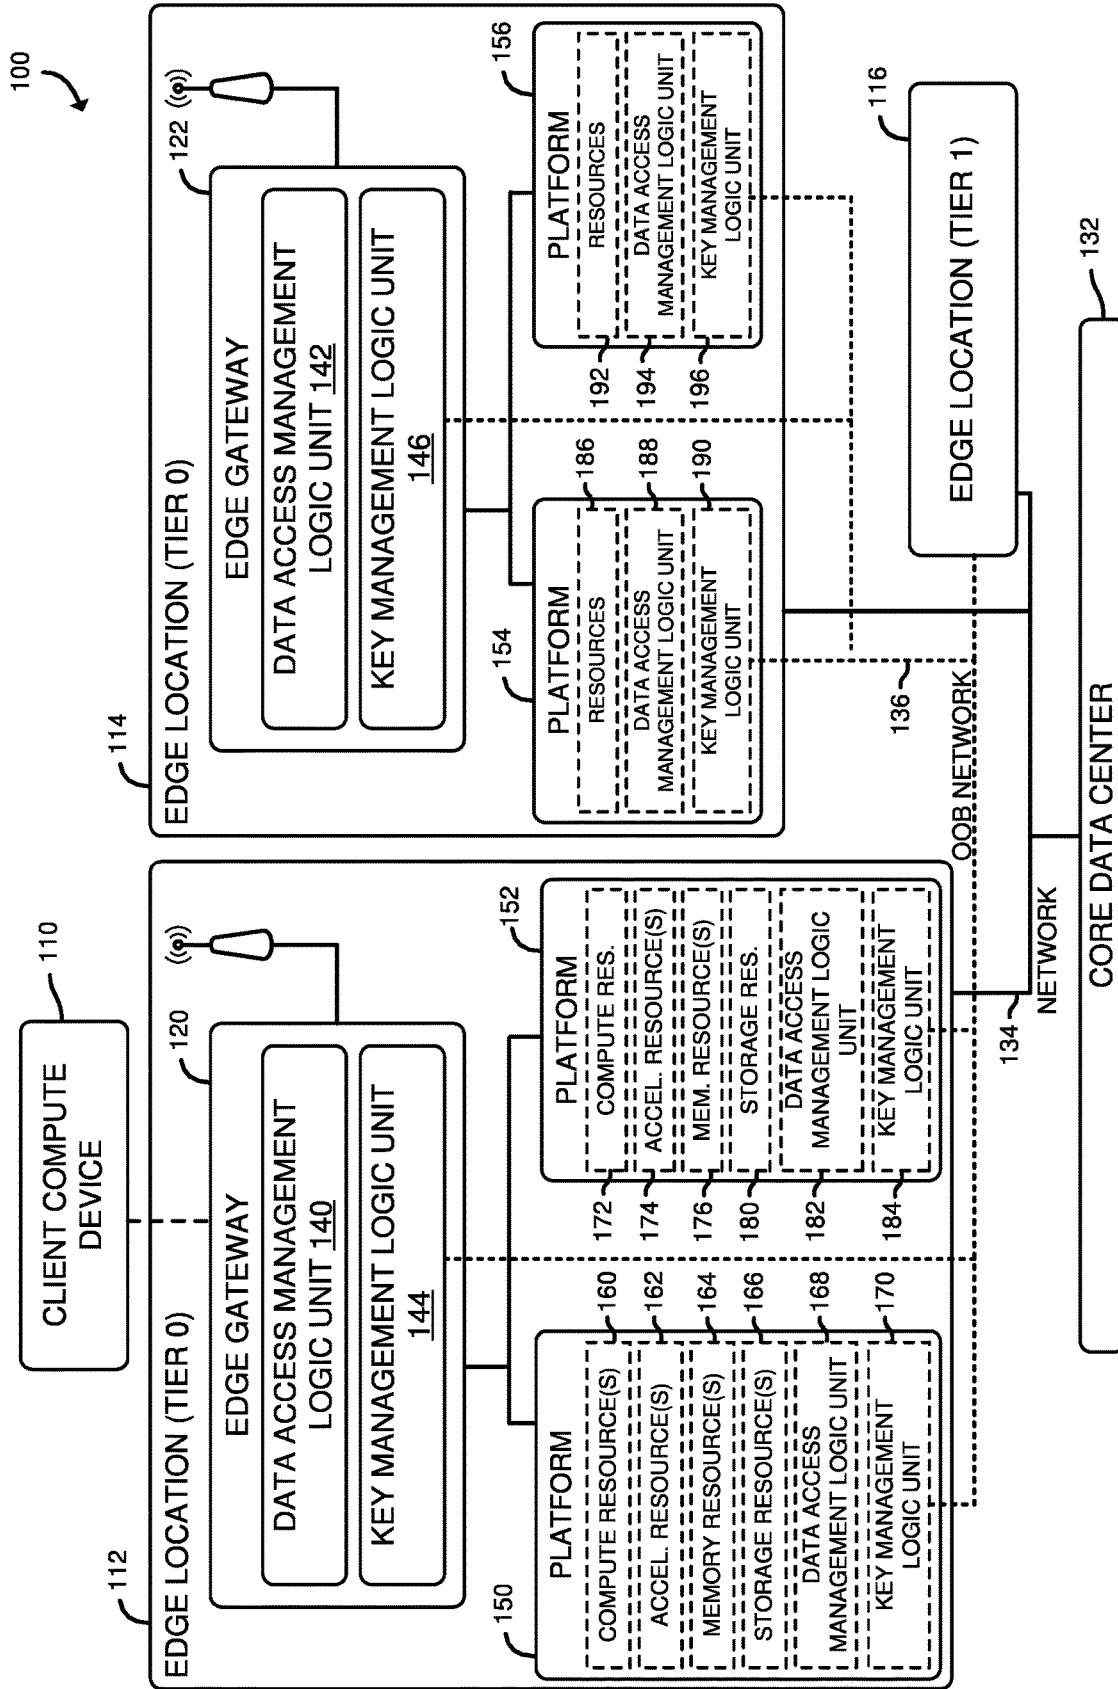 100
110
CLIENT COMPUTE
DEVICE
112
EDGE LOCATION (TIER 0)
120
EDGE GATEWAY
DATA ACCESS MANAGEMENT
LOGIC UNIT 140
KEY MANAGEMENT LOGIC UNIT
144
150
PLATFORM
COMPUTE RESOURCE(S)
160
ACCEL. RESOURCE(S)
162
MEMORY RESOURCE(S)
164
STORAGE RESOURCE(S)
166
DATA ACCESS
MANAGEMENT LOGIC UNIT
168
KEY MANAGEMENT
LOGIC UNIT
170
152
PLATFORM
172
COMPUTE RES.
174
ACCEL. RESOURCE(S)
176
MEM. RESOURCE(S)
180
STORAGE RES.
182
DATA ACCESS
MANAGEMENT LOGIC
UNIT
184
KEY MANAGEMENT
LOGIC UNIT
114
EDGE LOCATION (TIER 0)
122
EDGE GATEWAY
DATA ACCESS MANAGEMENT
LOGIC UNIT 142
KEY MANAGEMENT LOGIC UNIT
146
154
PLATFORM
RESOURCES
186
DATA ACCESS
MANAGEMENT LOGIC UNIT
188
KEY MANAGEMENT
LOGIC UNIT
190
156
PLATFORM
192
RESOURCES
194
DATA ACCESS
MANAGEMENT LOGIC UNIT
196
KEY MANAGEMENT
LOGIC UNIT
116
EDGE LOCATION (TIER 1)
136
OOB NETWORK
134
NETWORK
132
CORE DATA CENTER